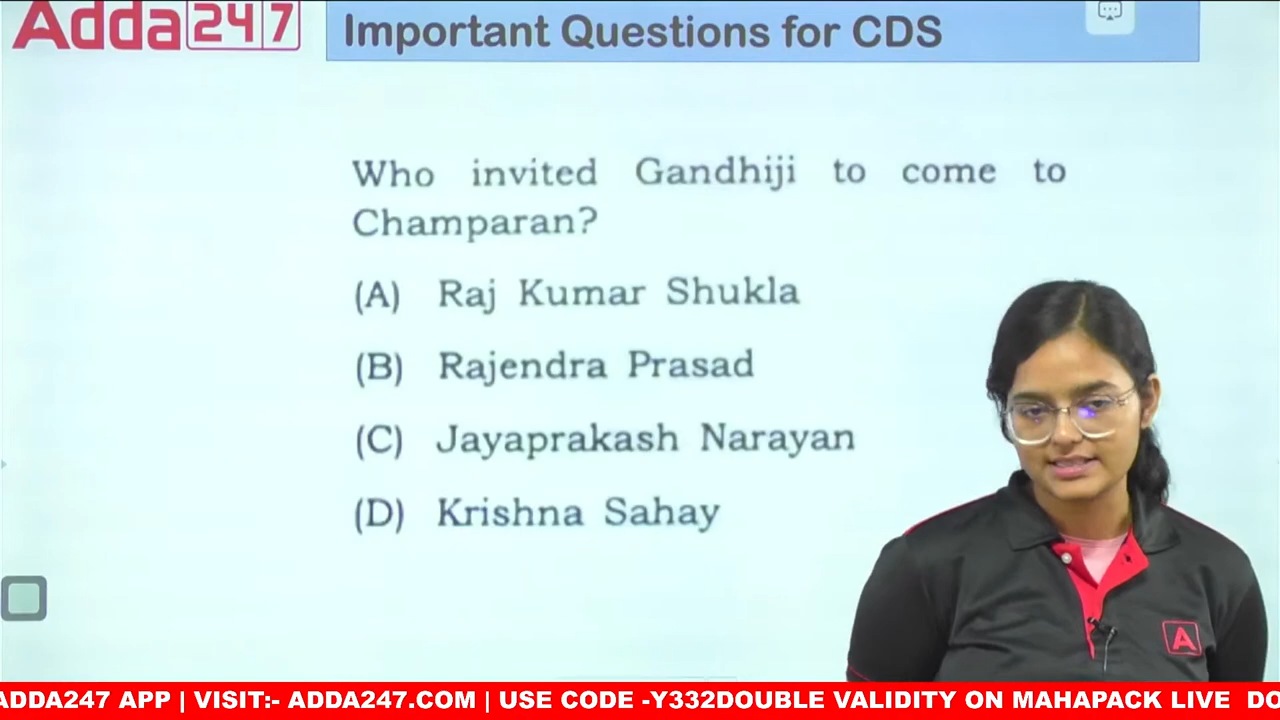 Adda247
Important Questions for CDS
Who invited Gandhiji to come to
Champaran?
(A) Raj Kumar Shukla
(B) Rajendra Prasad
(C) Jayaprakash Narayan
(D) Krishna Sahay
A
ADDA247 APP | VISIT:- ADDA247.COM | USE CODE -Y332DOUBLE VALIDITY ON MAHAPACK LIVE DO